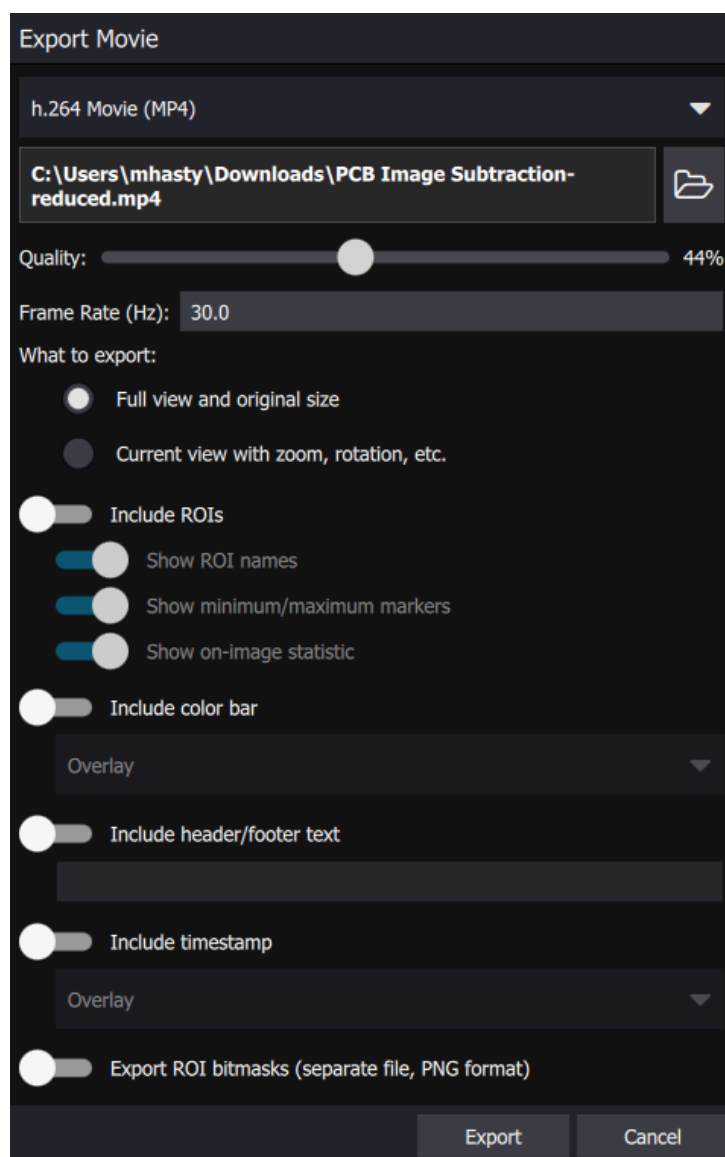 Export Movie
h.264 Movie (MP4)
C:\Users\mhasty\Downloads\PCB Image Subtraction-
reduced.mp4
Quality: 44%
Frame Rate (Hz): 30.0
What to export:
Full view and original size
Current view with zoom, rotation, etc.
Include ROIs
Show ROI names
Show minimum/maximum markers
Show on-image statistic
Include color bar
Overlay
Include header/footer text
Include timestamp
Overlay
Export ROI bitmasks (separate file, PNG format)
Export Cancel